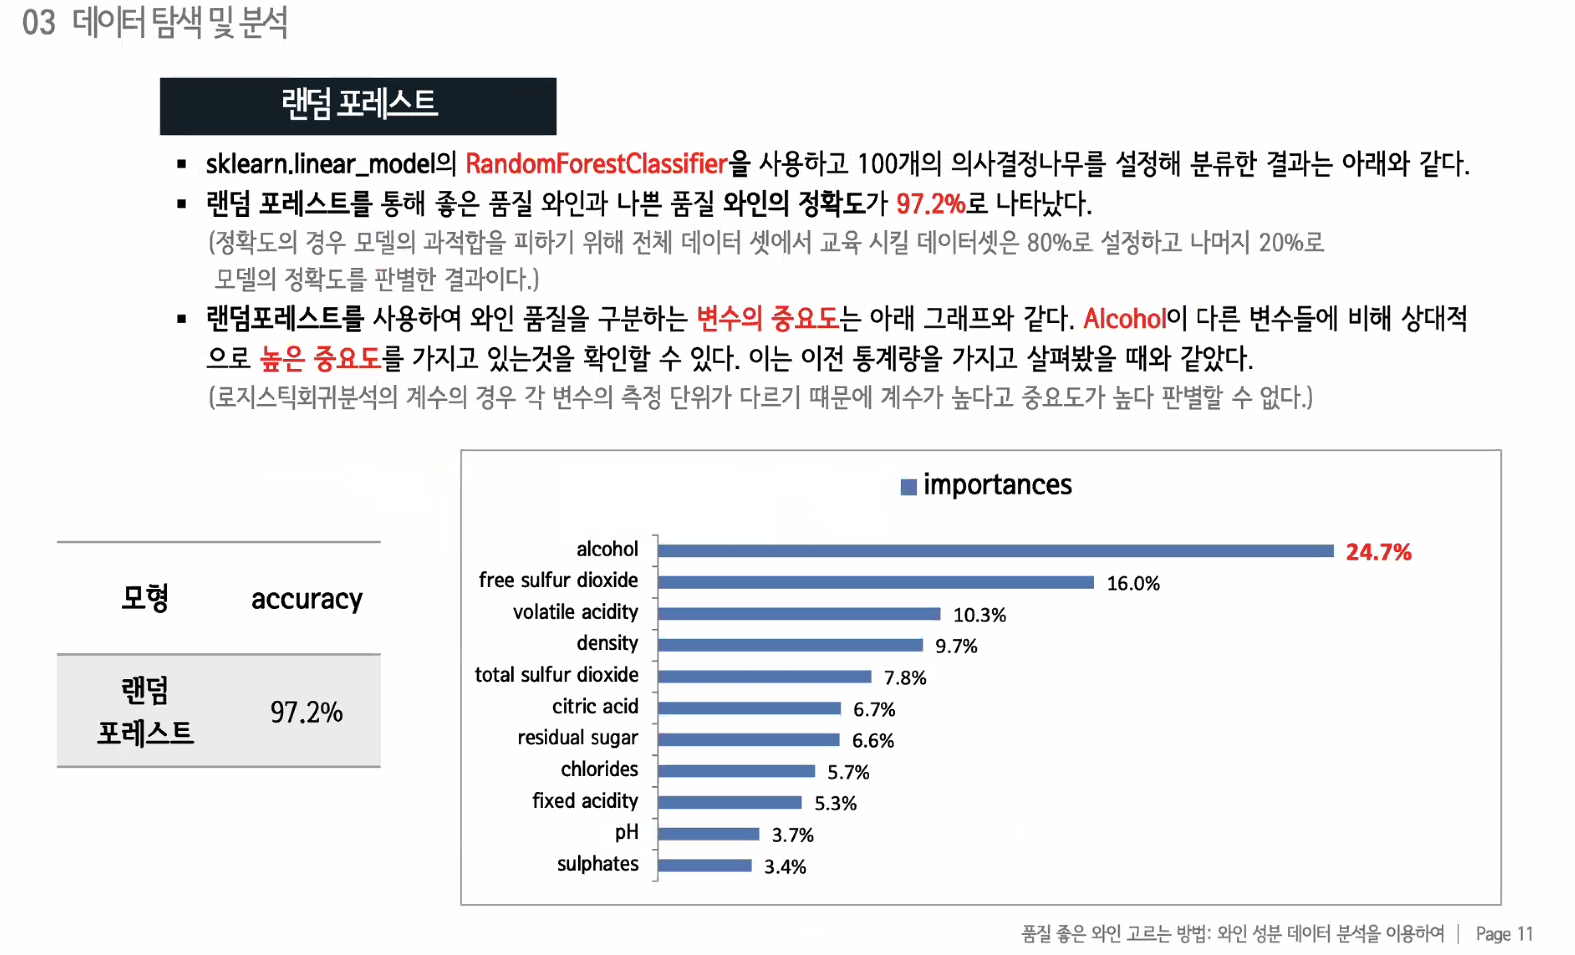 03 데이터 탐색 및 분석
랜덤 포레스트
▪ sklearn.linear_model의 RandomForestClassifier을 사용하고 100개의 의사결정나무를 설정해 분류한 결과는 아래와 같다.
▪ 랜덤 포레스트를 통해 좋은 품질 와인과 나쁜 품질 와인의 정확도가 97.2%로 나타났다.
(정확도의 경우 모델의 과적합을 피하기 위해 전체 데이터 셋에서 교육 시킬 데이터셋은 80%로 설정하고 나머지 20%로
모델의 정확도를 판별한 결과이다.)
▪ 랜덤포레스트를 사용하여 와인 품질을 구분하는 변수의 중요도는 아래 그래프와 같다. Alcohol이 다른 변수들에 비해 상대적
으로 높은 중요도를 가지고 있는것을 확인할 수 있다. 이는 이전 통계량을 가지고 살펴봤을 때와 같았다.
(로지스틱회귀분석의 계수의 경우 각 변수의 측정 단위가 다르기 떄문에 계수가 높다고 중요도가 높다 판별할 수 없다.)
모형 accuracy
랜덤
포레스트
97.2%
importances
alcohol 24.7%
free sulfur dioxide 16.0%
volatile acidity 10.3%
density 9.7%
total sulfur dioxide 7.8%
citric acid 6.7%
residual sugar 6.6%
chlorides 5.7%
fixed acidity 5.3%
pH 3.7%
sulphates 3.4%
품질 좋은 와인 고르는 방법: 와인 성분 데이터 분석을 이용하여 | Page 11